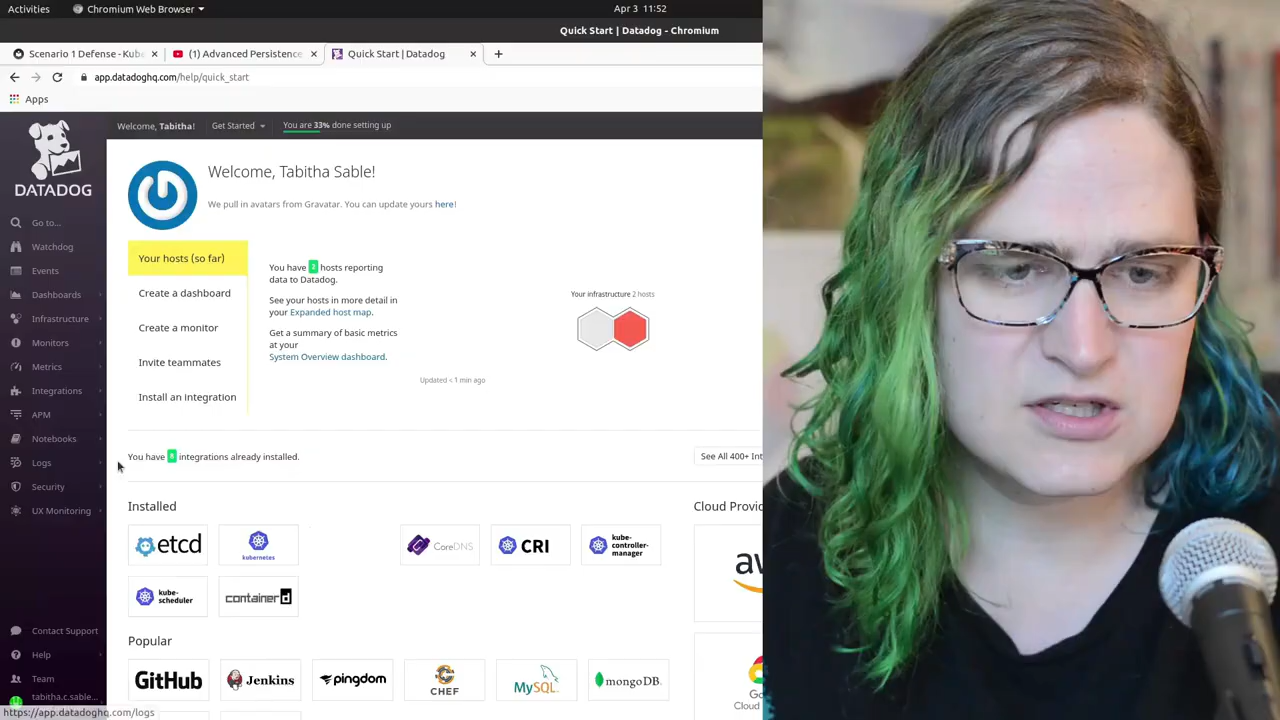 Activities
Chromium Web Browser
Apr 3 11:52
Quick Start | Datadog - Chromium
Scenario 1 Defense - Kube
(1) Advanced Persistence
Quick Start | Datadog
app.datadoghq.com/help/quick_start
Apps
DATADOG
Go to...
Watchdog
Events
Dashboards
Infrastructure
Monitors
Metrics
Integrations
APM
Notebooks
Logs
Security
UX Monitoring
Contact Support
Help
Team
tabitha.c.sable...
https://app.datadoghq.com/logs
Welcome, Tabitha!
Get Started
You are 33% done setting up
Welcome, Tabitha Sable!
We pull in avatars from Gravatar. You can update yours here!
Your hosts (so far)
Create a dashboard
Create a monitor
Invite teammates
Install an integration
You have 2 hosts reporting
data to Datadog.
See your hosts in more detail in
your Expanded host map.
Get a summary of basic metrics
at your
System Overview dashboard.
Your infrastructure 2 hosts
Updated < 1 min ago
You have 8 integrations already installed.
See All 400+ Int
Installed
etcd
kubernetes
CoreDNS
CRI
kube-
controller-
manager
kube-
scheduler
containerd
Popular
GitHub
Jenkins
pingdom
CHEF
MySQL
mongoDB
Cloud Provid
aw
Go
Cloud